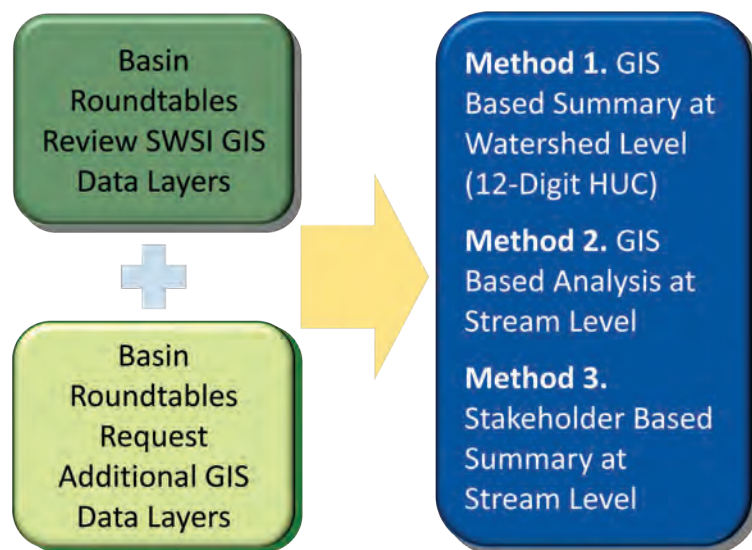 Basin
Roundtables
Review SWSI GIS
Data Layers
Basin
Roundtables
Request
Additional GIS
Data Layers
Method 1. GIS
Based Summary at
Watershed Level
(12-Digit HUC)
Method 2. GIS
Based Analysis at
Stream Level
Method 3.
Stakeholder Based
Summary at
Stream Level